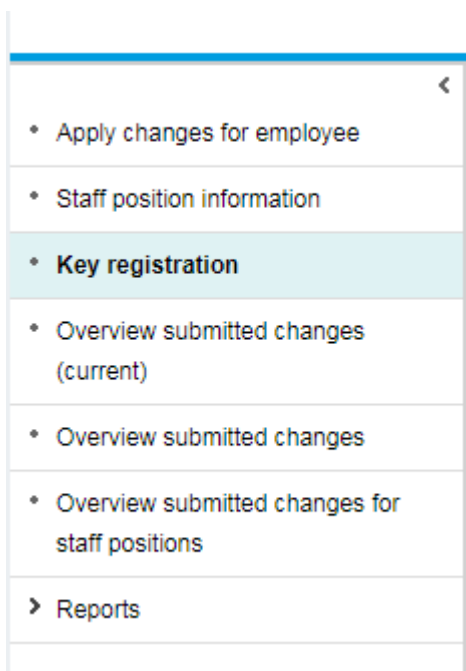 Apply changes for employee
Staff position information
Key registration
Overview submitted changes
(current)
Overview submitted changes
Overview submitted changes for
staff positions
Reports